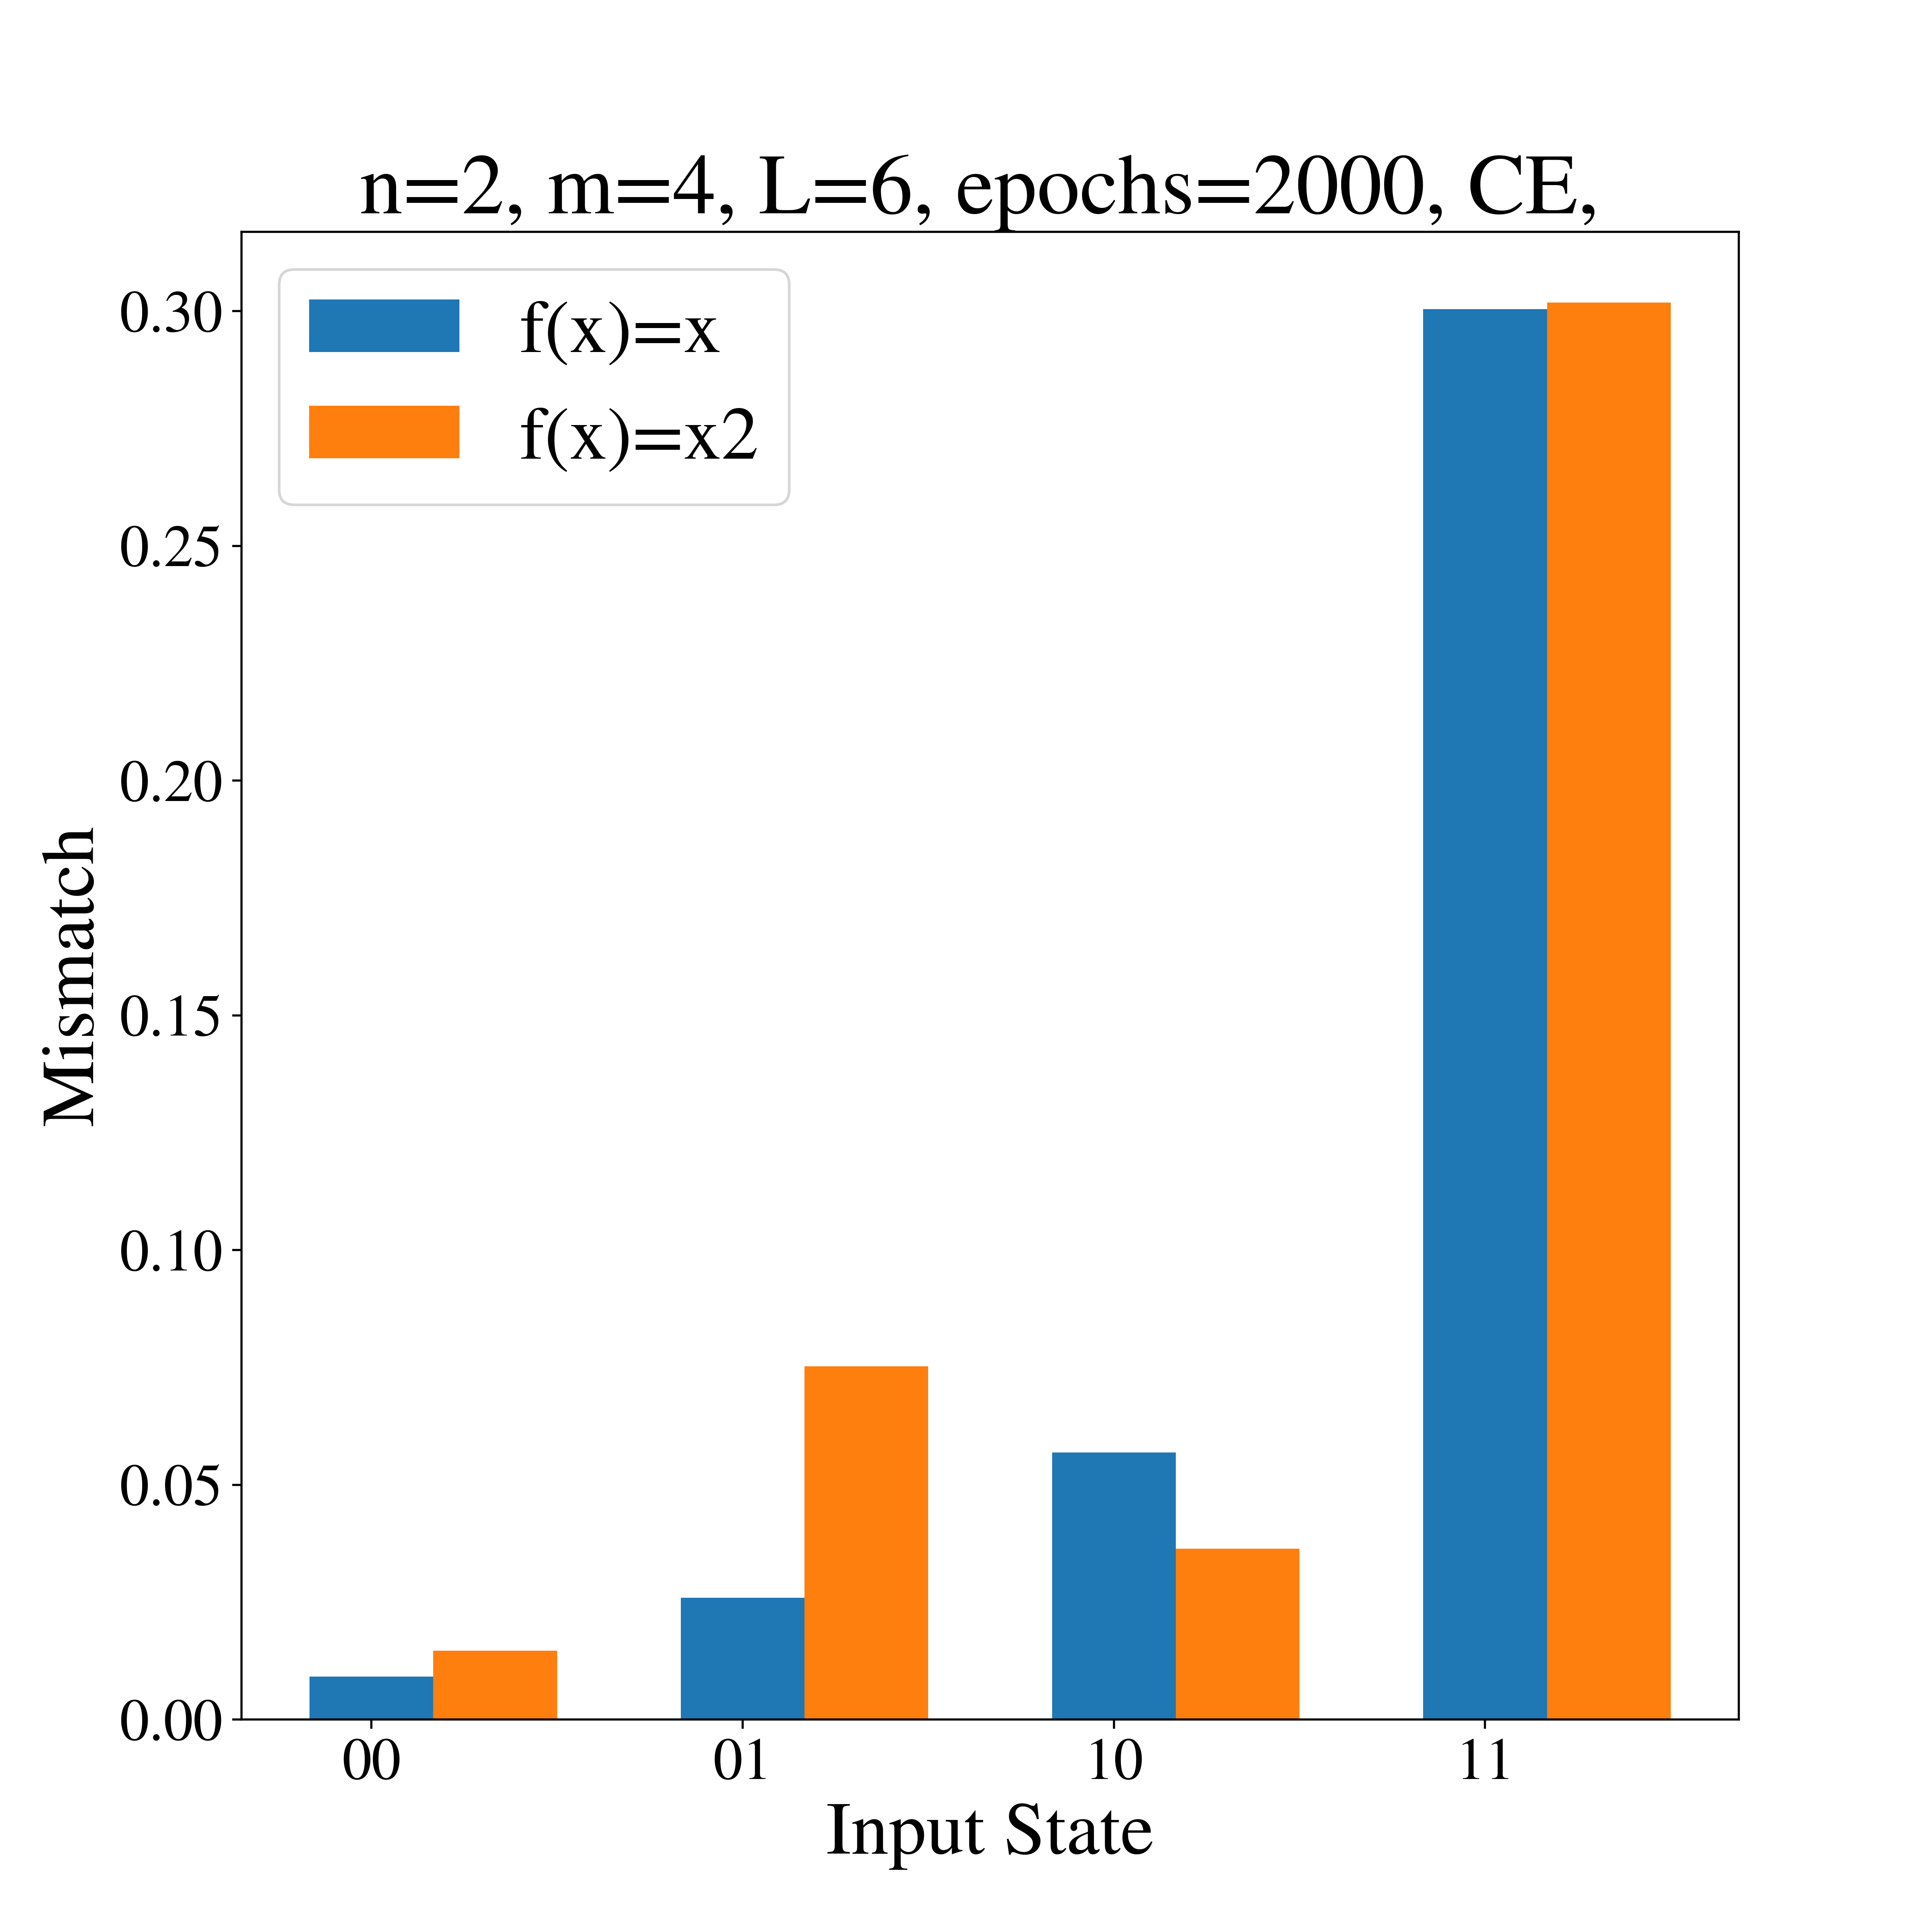 n=2, m=4, L=6, epochs=2000, CE,
f(x)=x
f(x)=x2
0.30
0.25
0.20
0.15
0.10
0.05
0.00
Mismatch
00 01 10 11
Input State